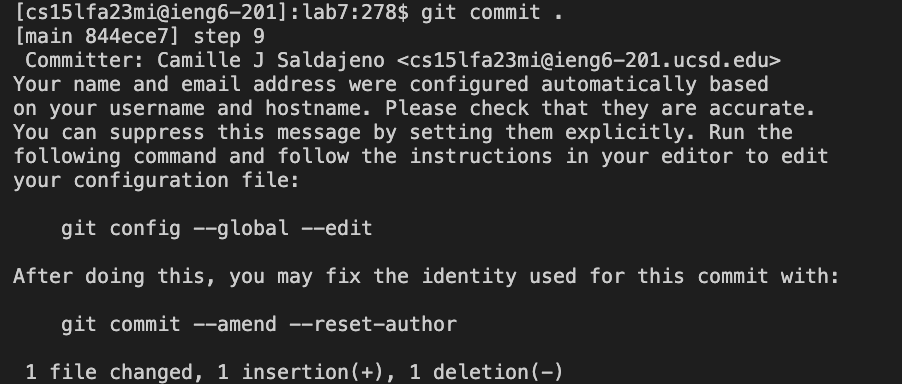 [cs15lfa23mi@ieng6-201]:lab7:278$ git commit .
[main 844ece7] step 9
 Committer: Camille J Saldajeno <cs15lfa23mi@ieng6-201.ucsd.edu>
Your name and email address were configured automatically based
on your username and hostname. Please check that they are accurate.
You can suppress this message by setting them explicitly. Run the
following command and follow the instructions in your editor to edit
your configuration file:

    git config --global --edit

After doing this, you may fix the identity used for this commit with:

    git commit --amend --reset-author

 1 file changed, 1 insertion(+), 1 deletion(-)